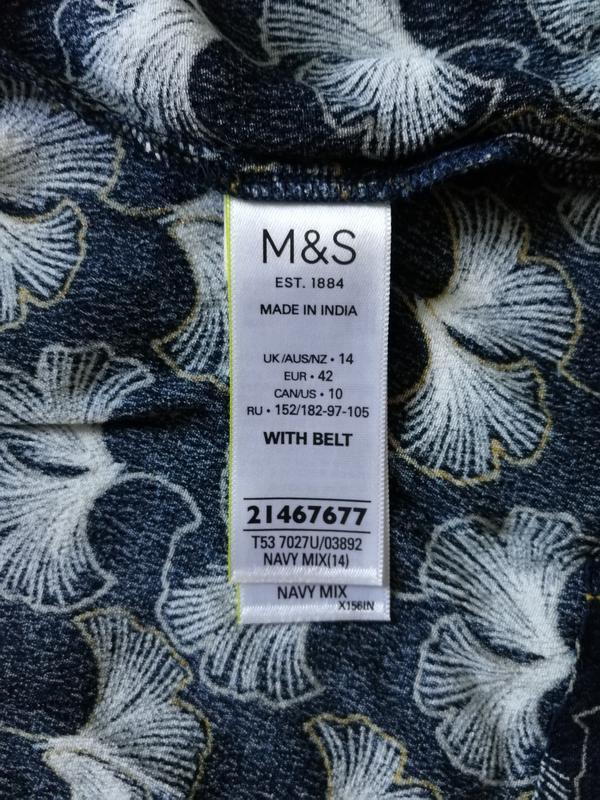 M&S
EST. 1884
MADE IN INDIA
UK/AUS/NZ • 14
EUR • 42
CAN/US • 10
RU • 152/182-97-105
WITH BELT
21467677
T53 7027U/03892
NAVY MIX(14)
NAVY MIX
X156IN